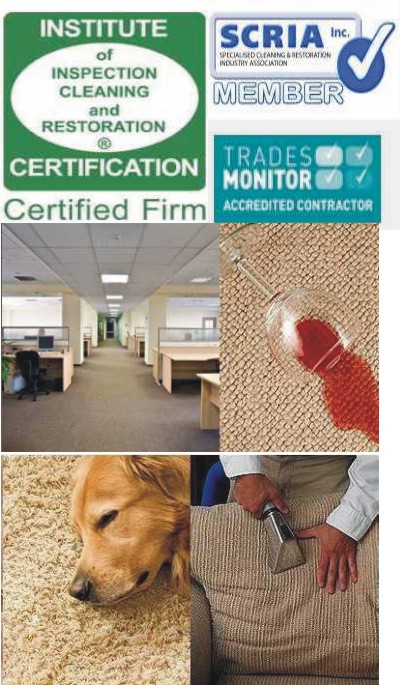 INSTITUTE
of
INSPECTION
CLEANING
and
RESTORATION
®
CERTIFICATION
Certified Firm
SCRIA Inc.
SPECIALISED CLEANING & RESTORATION
INDUSTRY ASSOCIATION
MEMBER
TRADES
MONITOR
ACCREDITED CONTRACTOR